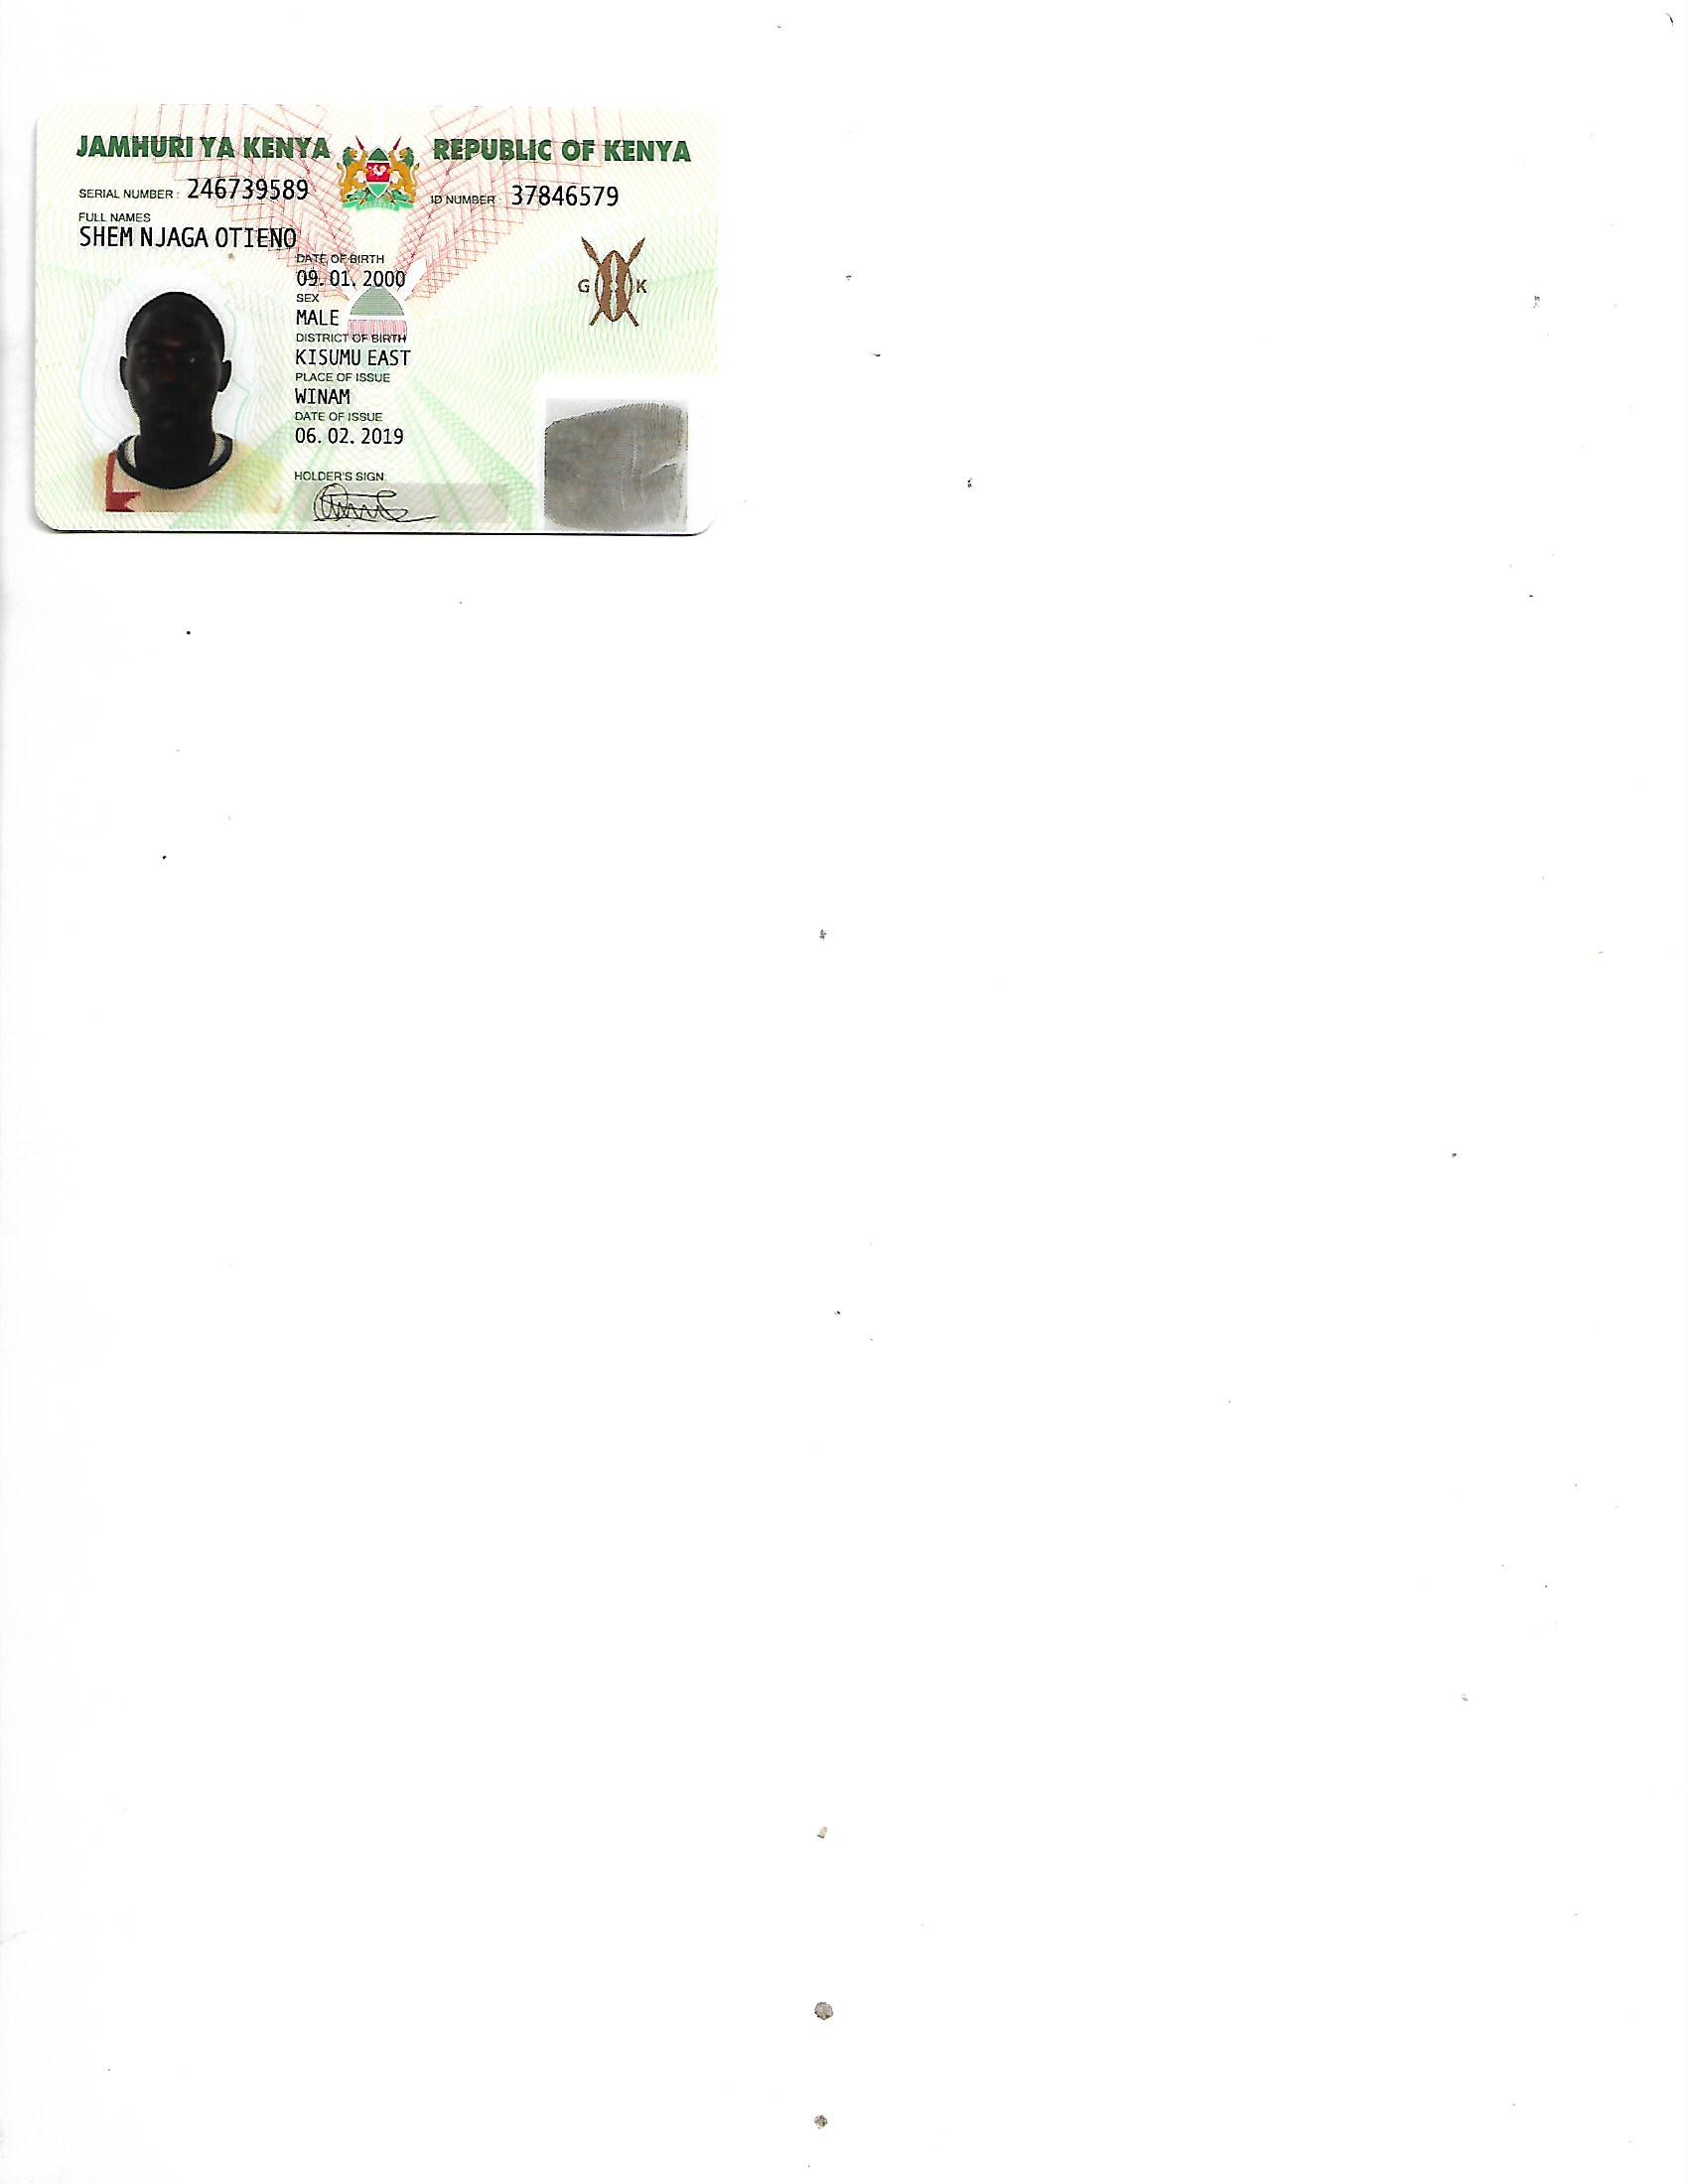 JAMHURI YA KENYA REPUBLIC OF KENYA
SERIAL NUMBER : 246739589 ID NUMBER : 37846579
FULL NAMES
SHEM NJAGA OTIENO
DATE OF BIRTH
09. 01. 2000
SEX
MALE
G K
DISTRICT OF BIRTH
KISUMU EAST
PLACE OF ISSUE
WINAM
DATE OF ISSUE
06. 02. 2019
HOLDER'S SIGN